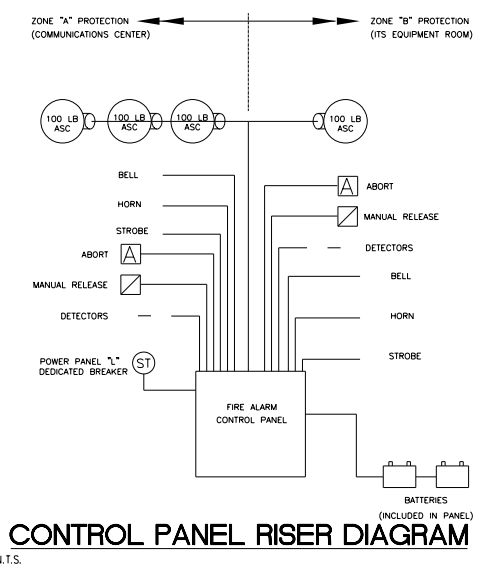 ZONE "A" PROTECTION
(COMMUNICATIONS CENTER)
ZONE "B" PROTECTION
(ITS EQUIPMENT ROOM)
100 LB
ASC
100 LB
ASC
100 LB
ASC
100 LB
ASC
BELL
HORN
STROBE
ABORT A
MANUAL RELEASE
DETECTORS
POWER PANEL "L"
DEDICATED BREAKER
ST
A ABORT
MANUAL RELEASE
DETECTORS
BELL
HORN
STROBE
FIRE ALARM
CONTROL PANEL
BATTERIES
(INCLUDED IN PANEL)
CONTROL PANEL RISER DIAGRAM
N.T.S.